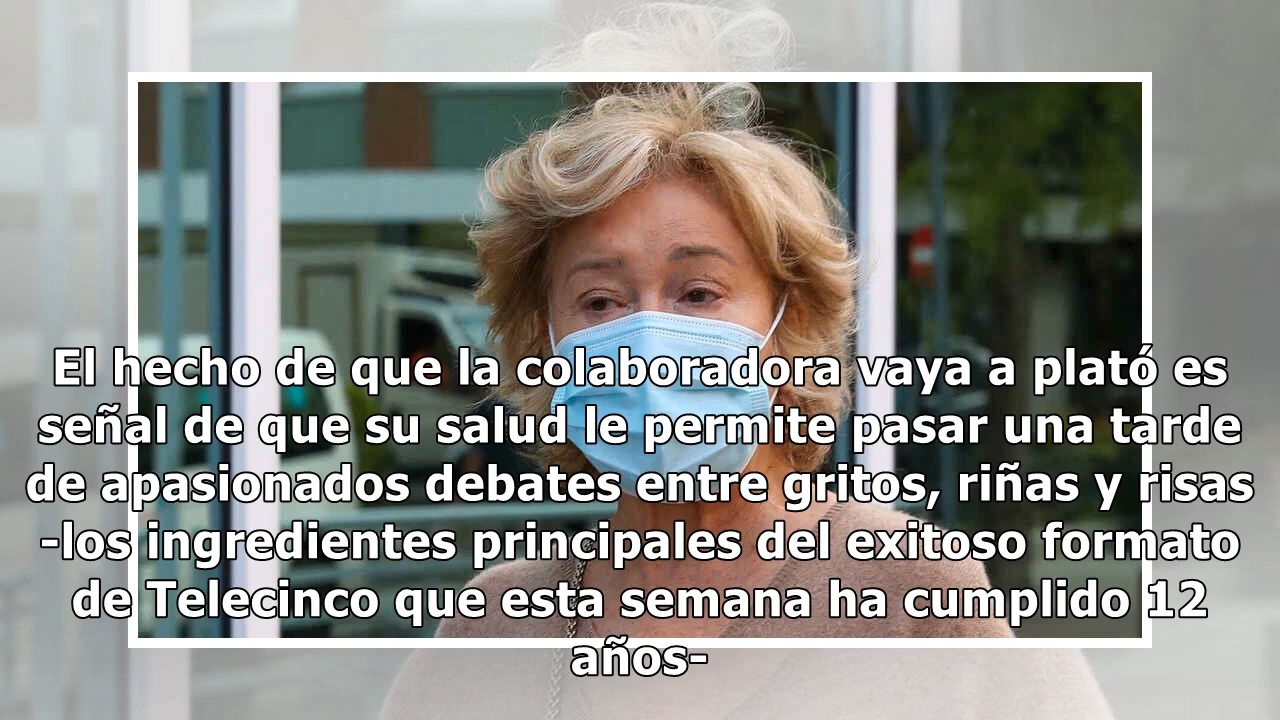 El hecho de que la colaboradora vaya a plató es
señal de que su salud le permite pasar una tarde
de apasionados debates entre gritos, riñas y risas
-los ingredientes principales del exitoso formato
de Telecinco que esta semana ha cumplido 12
años-